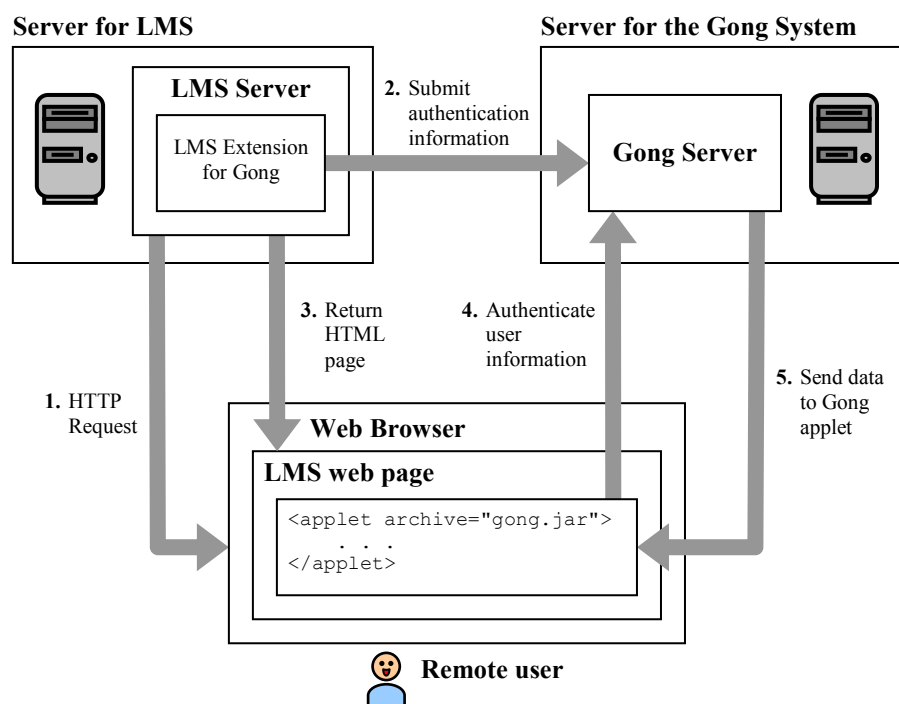 Server for LMS
Server for the Gong System
LMS Server
LMS Extension
for Gong
2. Submit
authentication
information
Gong Server
3. Return
HTML
page
4. Authenticate
user
information
1. HTTP
Request
5. Send data
to Gong
applet
Web Browser
LMS web page
<applet archive="gong.jar">
. . .
</applet>
Remote user